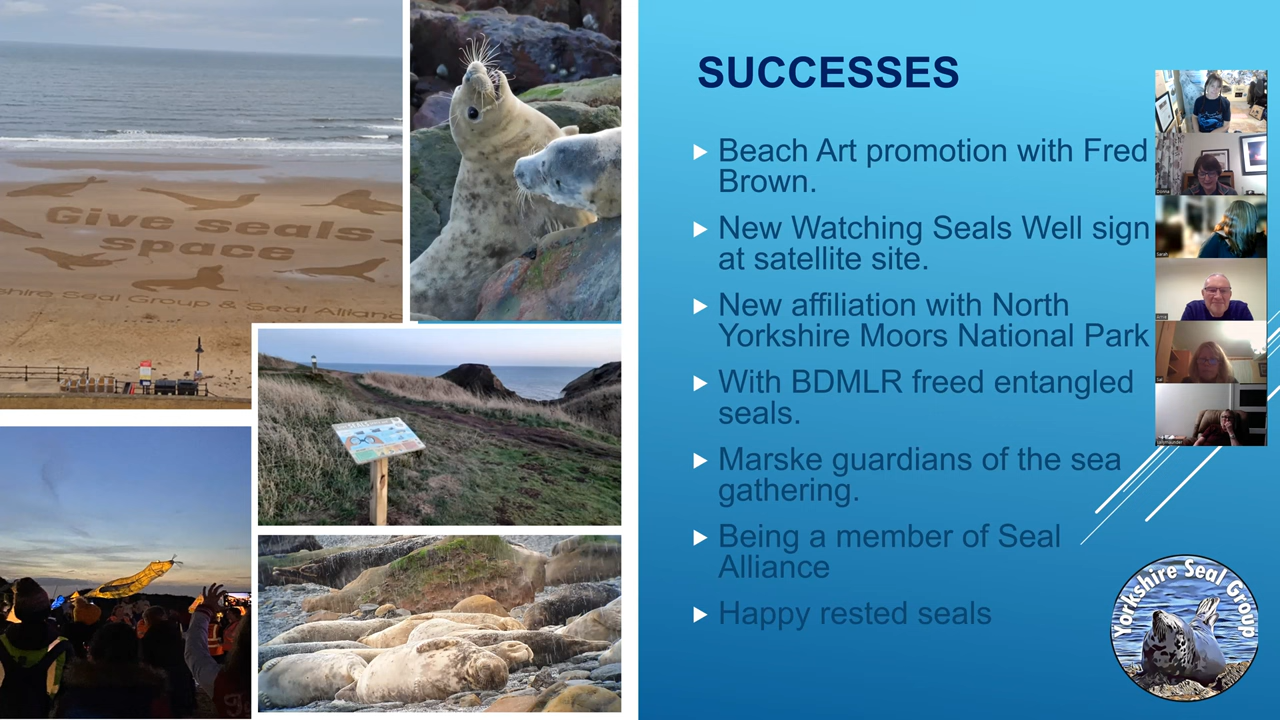 SUCCESSES
Beach Art promotion with Fred
Brown.
New Watching Seals Well sign
at satellite site.
New affiliation with North
Yorkshire Moors National Park
With BDMLR freed entangled
seals.
Marske guardians of the sea
gathering.
Being a member of Seal
Alliance
Happy rested seals
Give seals
space
shire Seal Group & Seal Alliance
Yorkshire Seal Group